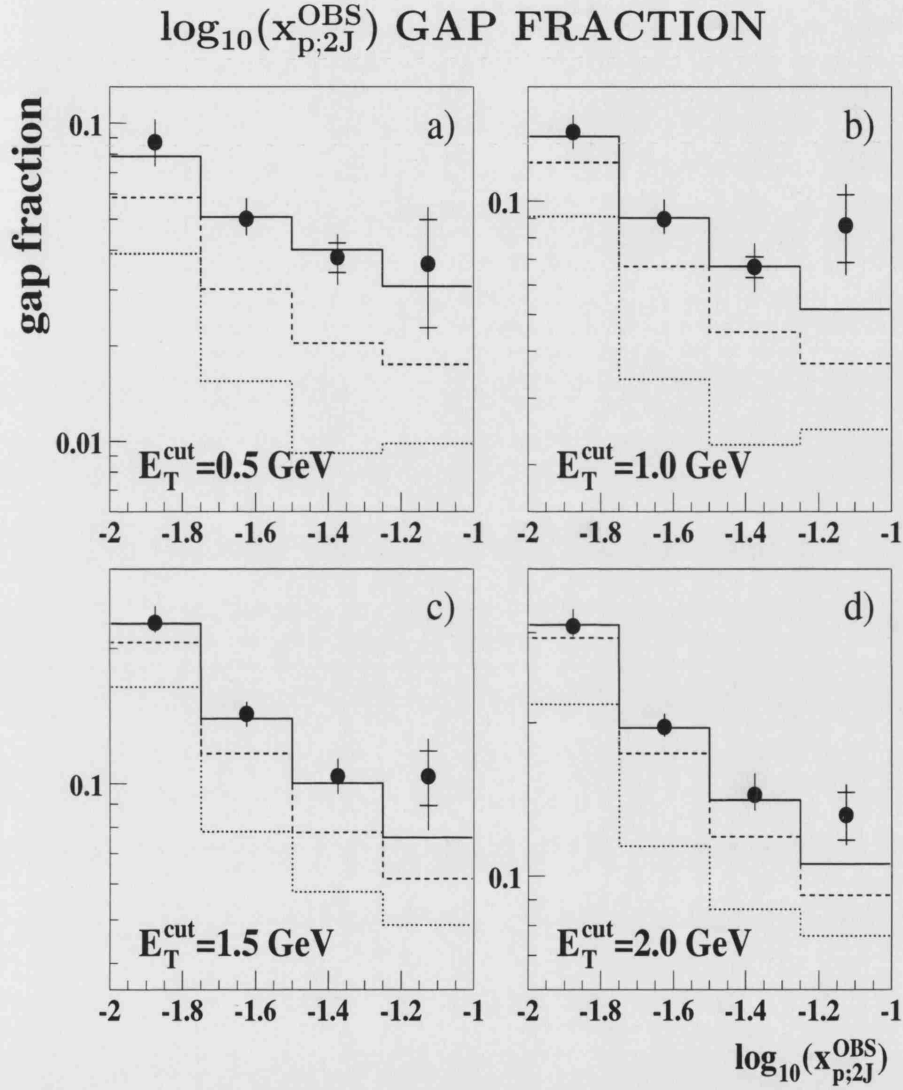 log₁₀(x_{p;2J}^{OBS}) GAP FRACTION
gap fraction
a)
0.1
0.01
E_T^{cut}=0.5 GeV
-2 -1.8 -1.6 -1.4 -1.2 -1
b)
0.1
E_T^{cut}=1.0 GeV
-2 -1.8 -1.6 -1.4 -1.2 -1
c)
0.1
E_T^{cut}=1.5 GeV
-2 -1.8 -1.6 -1.4 -1.2 -1
d)
0.1
E_T^{cut}=2.0 GeV
-2 -1.8 -1.6 -1.4 -1.2 -1
log₁₀(x_{p;2J}^{OBS})